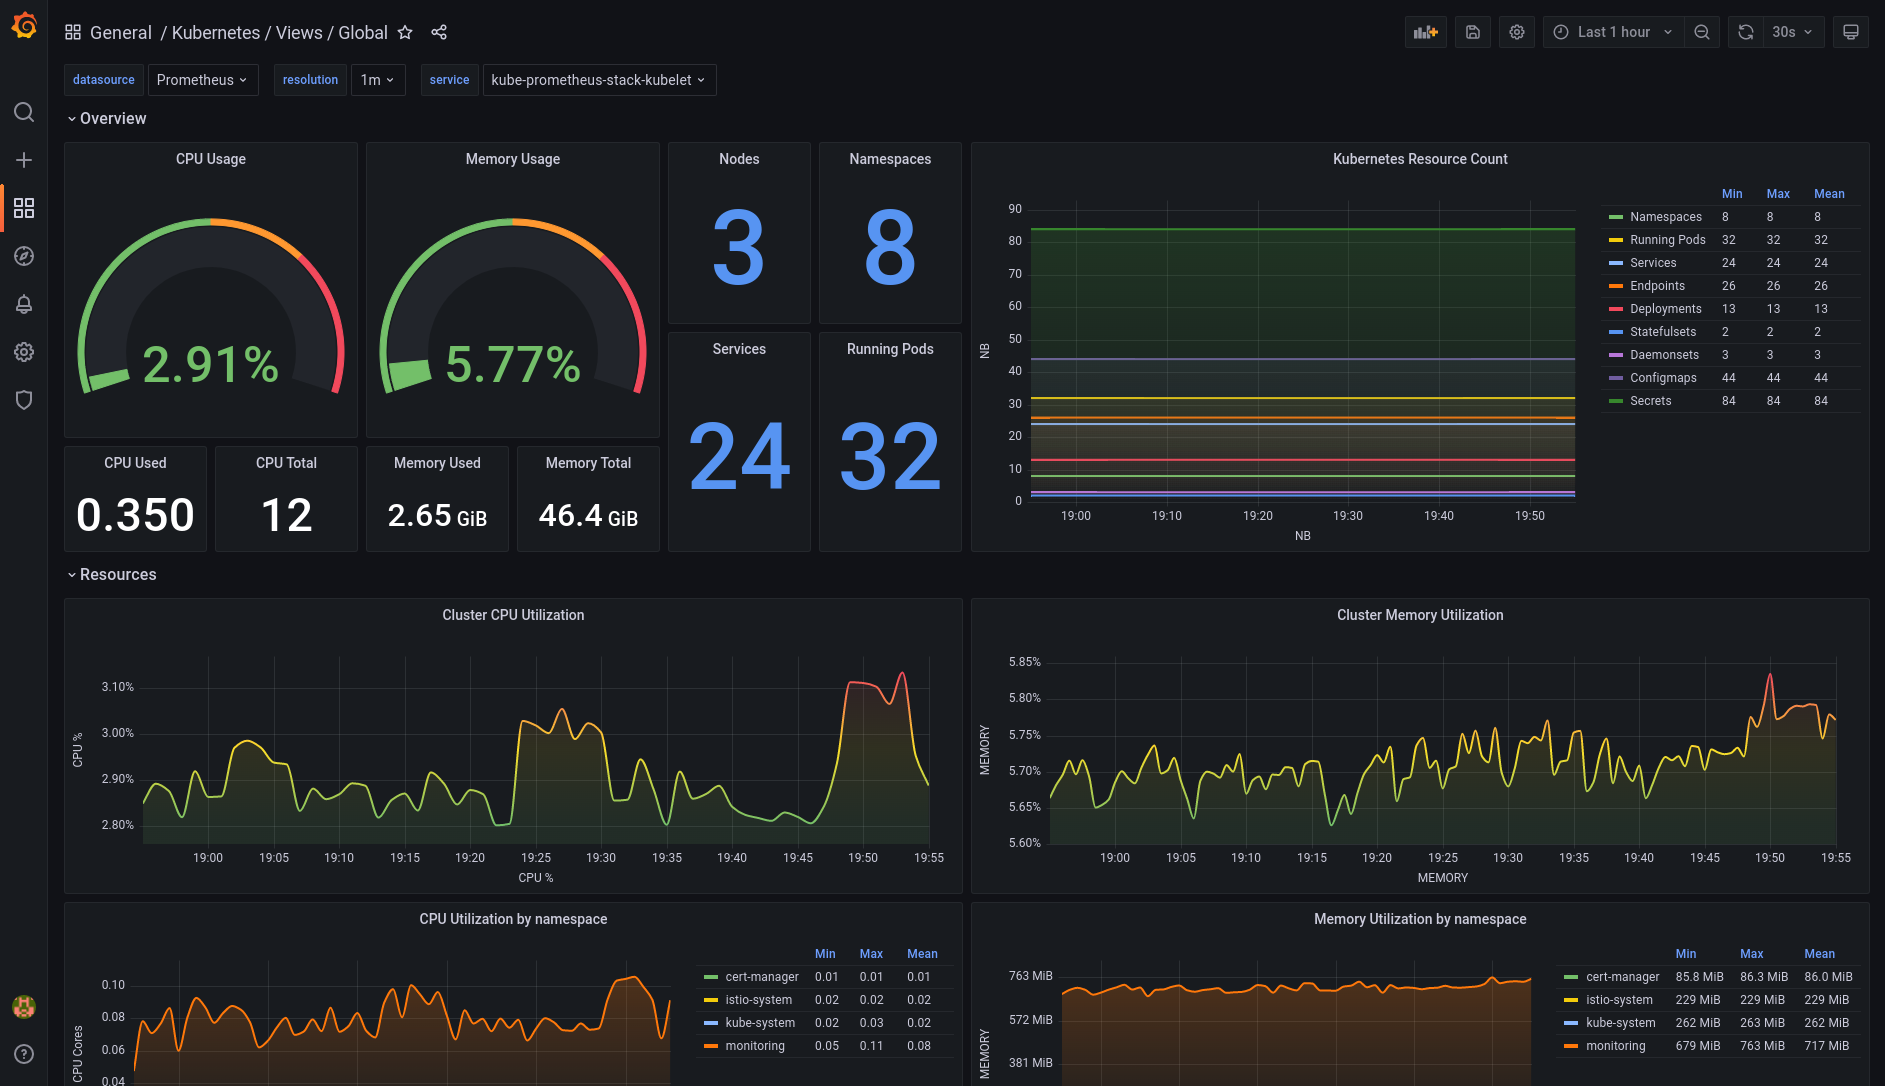 General / Kubernetes / Views / Global
Last 1 hour
30s
datasource Prometheus resolution 1m service kube-prometheus-stack-kubelet
Overview
CPU Usage
2.91%
Memory Usage
5.77%
Nodes
3
Namespaces
8
Services
24
Running Pods
32
CPU Used
0.350
CPU Total
12
Memory Used
2.65 GiB
Memory Total
46.4 GiB
Kubernetes Resource Count
NB
90
80
70
60
50
40
30
20
10
0
19:00 19:10 19:20 19:30 19:40 19:50
NB
Min Max Mean
Namespaces 8 8 8
Running Pods 32 32 32
Services 24 24 24
Endpoints 26 26 26
Deployments 13 13 13
Statefulsets 2 2 2
Daemonsets 3 3 3
Configmaps 44 44 44
Secrets 84 84 84
Resources
Cluster CPU Utilization
CPU %
3.10%
3.00%
2.90%
2.80%
19:00 19:05 19:10 19:15 19:20 19:25 19:30 19:35 19:40 19:45 19:50 19:55
CPU %
Cluster Memory Utilization
MEMORY
5.85%
5.80%
5.75%
5.70%
5.65%
5.60%
19:00 19:05 19:10 19:15 19:20 19:25 19:30 19:35 19:40 19:45 19:50 19:55
MEMORY
CPU Utilization by namespace
CPU Cores
0.10
0.08
0.06
0.04
Min Max Mean
cert-manager 0.01 0.01 0.01
istio-system 0.02 0.02 0.02
kube-system 0.02 0.03 0.02
monitoring 0.05 0.11 0.08
Memory Utilization by namespace
MEMORY
763 MiB
572 MiB
381 MiB
Min Max Mean
cert-manager 85.8 MiB 86.3 MiB 86.0 MiB
istio-system 229 MiB 229 MiB 229 MiB
kube-system 262 MiB 263 MiB 262 MiB
monitoring 679 MiB 763 MiB 717 MiB